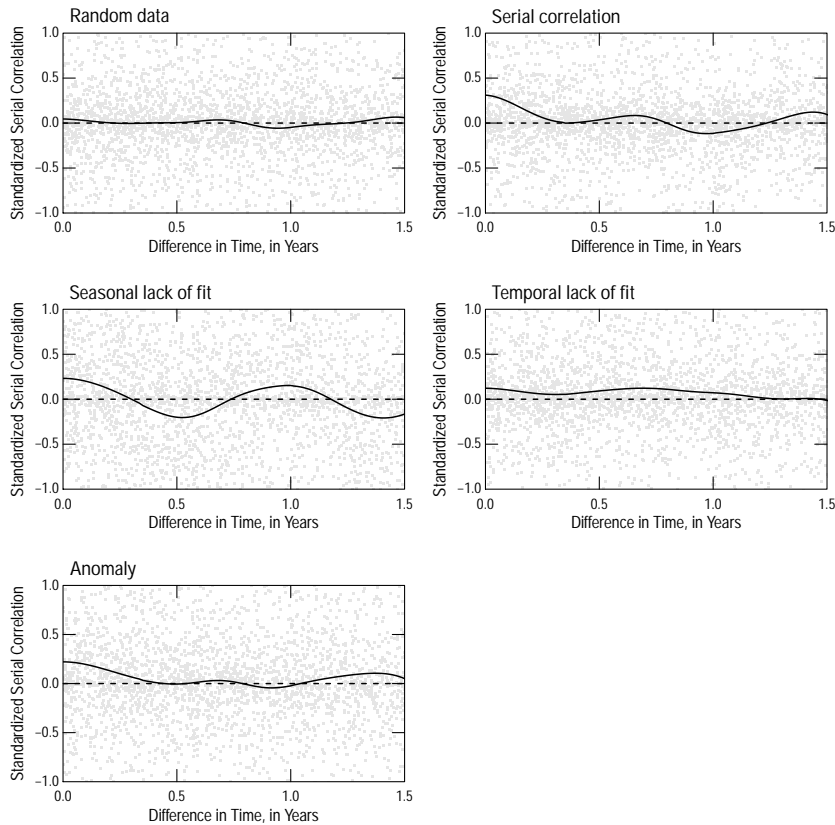 Random data
Standardized Serial Correlation
1.0
0.5
0.0
−0.5
−1.0
0.0 0.5 1.0 1.5
Difference in Time, in Years
Serial correlation
Standardized Serial Correlation
1.0
0.5
0.0
−0.5
−1.0
0.0 0.5 1.0 1.5
Difference in Time, in Years
Seasonal lack of fit
Standardized Serial Correlation
1.0
0.5
0.0
−0.5
−1.0
0.0 0.5 1.0 1.5
Difference in Time, in Years
Temporal lack of fit
Standardized Serial Correlation
1.0
0.5
0.0
−0.5
−1.0
0.0 0.5 1.0 1.5
Difference in Time, in Years
Anomaly
Standardized Serial Correlation
1.0
0.5
0.0
−0.5
−1.0
0.0 0.5 1.0 1.5
Difference in Time, in Years